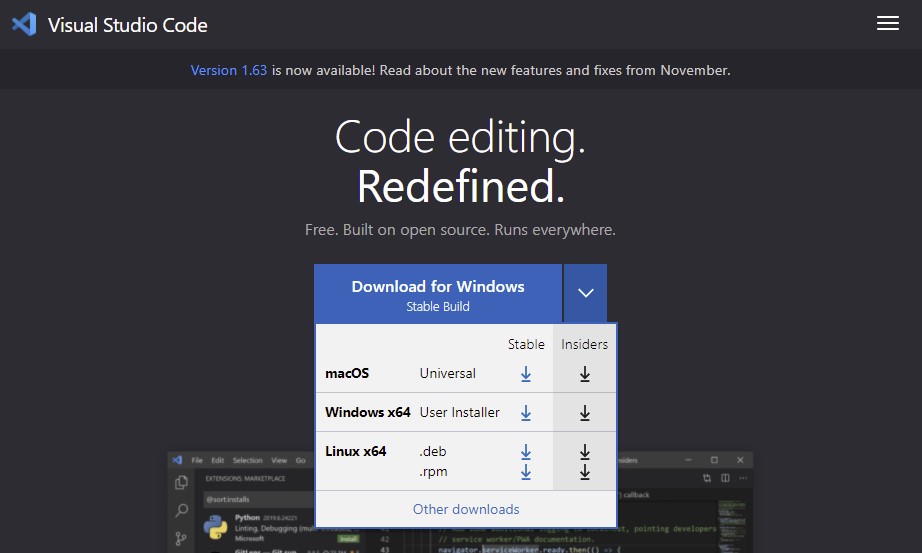 Visual Studio Code
Version 1.63 is now available! Read about the new features and fixes from November.
Code editing.
Redefined.
Free. Built on open source. Runs everywhere.
Download for Windows
Stable Build
Stable Insiders
macOS Universal
Windows x64 User Installer
Linux x64 .deb
.rpm
Other downloads
File Edit Selection View Go
Insiders
EXTENSIONS: MARKETPLACE
callback
@sort:installs
Python 2019.6.24221
Linting, Debugging
Microsoft Install
pointing developers
42 // service worker/PWA documentation.
43 navigator.serviceWorker.ready.then(() => {